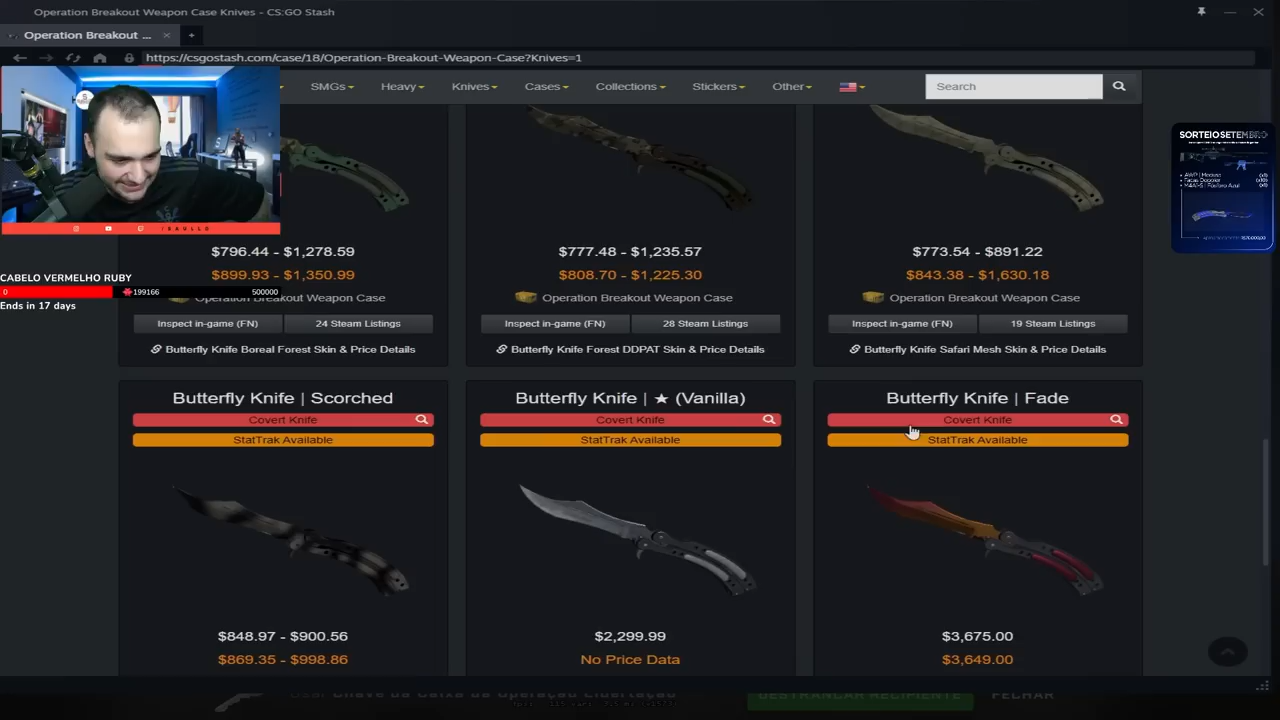 Operation Breakout Weapon Case Knives - CS:GO Stash
Operation Breakout ...
https://csgostash.com/case/18/Operation-Breakout-Weapon-Case?Knives=1
SMGs Heavy Knives Cases Collections Stickers Other Search
SORTEIO SETEMBRO
CABELO VERMELHO RUBY
0 199166 500000
Ends in 17 days
$796.44 - $1,278.59
$899.93 - $1,350.99
Operation Breakout Weapon Case
Inspect in-game (FN) 24 Steam Listings
Butterfly Knife Boreal Forest Skin & Price Details
$777.48 - $1,235.57
$808.70 - $1,225.30
Operation Breakout Weapon Case
Inspect in-game (FN) 28 Steam Listings
Butterfly Knife Forest DDPAT Skin & Price Details
$773.54 - $891.22
$843.38 - $1,630.18
Operation Breakout Weapon Case
Inspect in-game (FN) 19 Steam Listings
Butterfly Knife Safari Mesh Skin & Price Details
Butterfly Knife | Scorched
Covert Knife
StatTrak Available
$848.97 - $900.56
$869.35 - $998.86
Butterfly Knife | ★ (Vanilla)
Covert Knife
StatTrak Available
$2,299.99
No Price Data
Butterfly Knife | Fade
Covert Knife
StatTrak Available
$3,675.00
$3,649.00
DESTRANCAR RECIPIENTE FECHAR